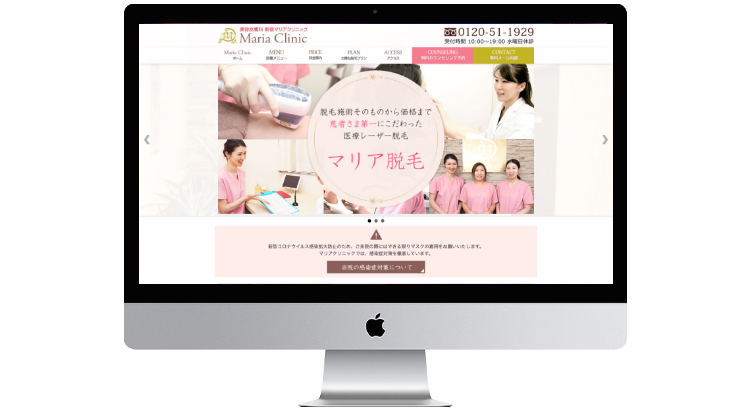 美容皮膚科 新宿マリアクリニック
Maria Clinic
0120-51-1929
受付時間 10:00〜19:00 水曜日休診
Maria Clinic
ホーム
MENU
診療メニュー
PRICE
料金案内
PLAN
ACCESS
アクセス
COUNSELING
無料カウンセリング予約
CONTACT
無料メール相談
脱毛施術そのものから価格まで
患者さま第一にこだわった
医療レーザー脱毛
マリア脱毛
新型コロナウイルス感染拡大防止のため、ご来院の際にはできる限りマスクの着用をお願いいたします。
マリアクリニックでは、感染症対策を徹底しています。
当院の感染症対策について